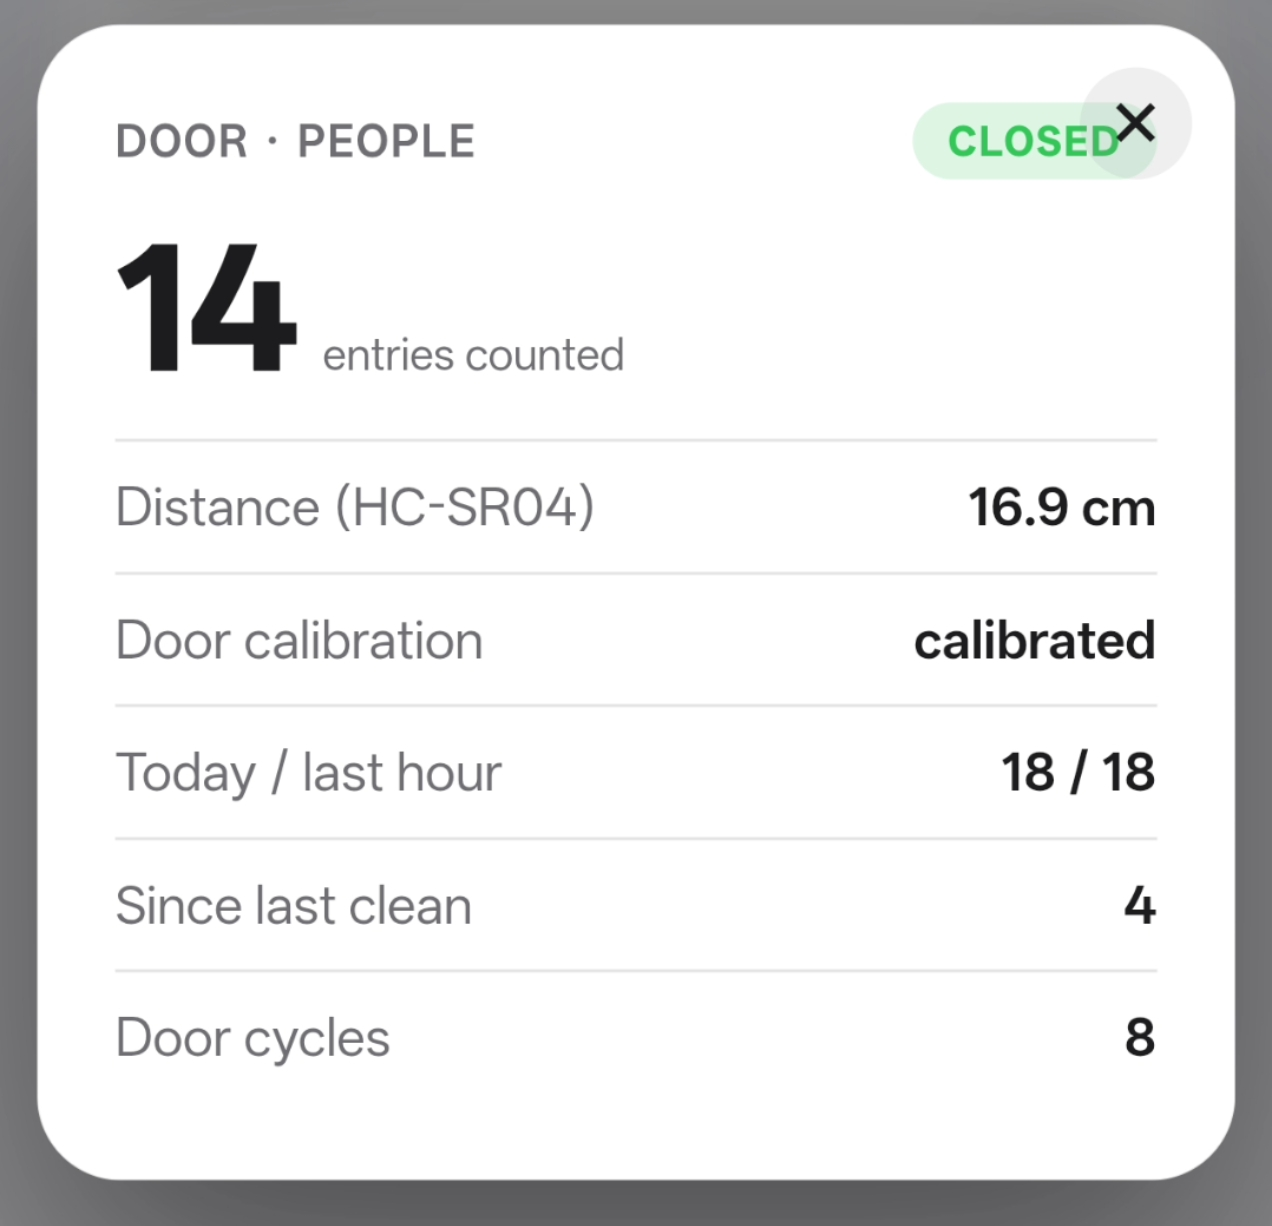 DOOR · PEOPLE CLOSED ×
14 entries counted
Distance (HC-SR04) 16.9 cm
Door calibration calibrated
Today / last hour 18 / 18
Since last clean 4
Door cycles 8